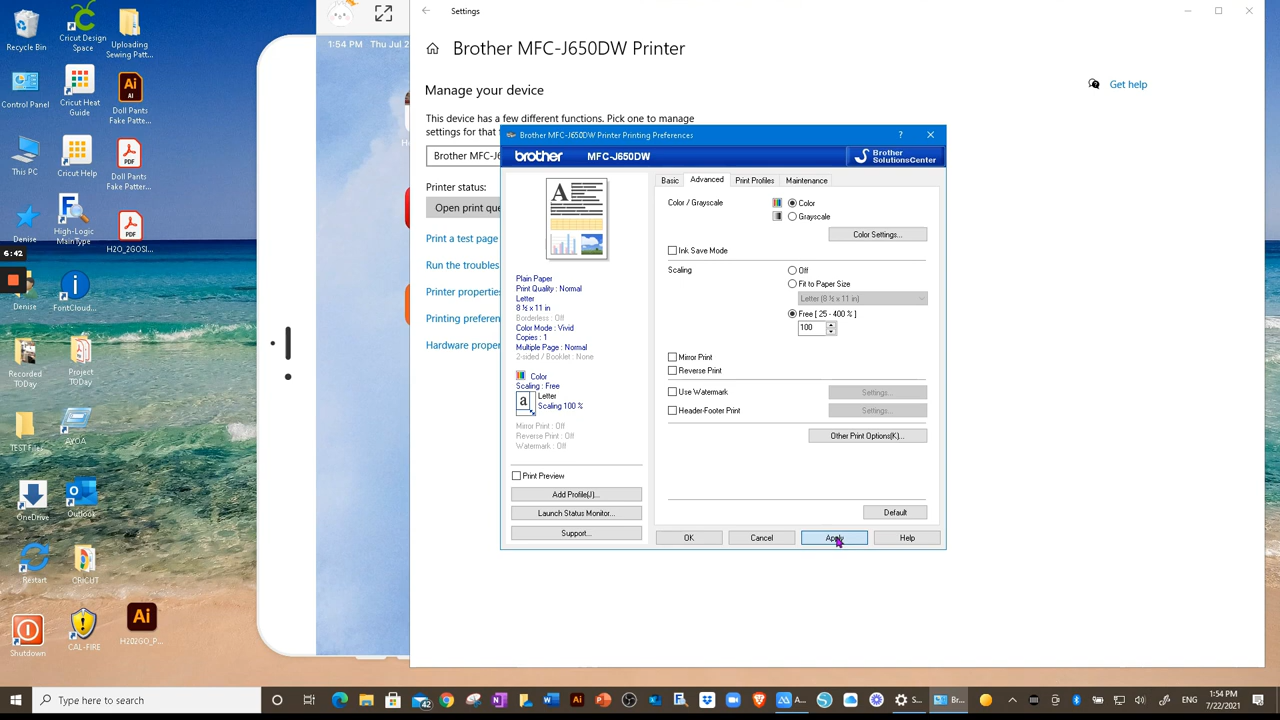 Recycle Bin
Cricut Design
Space
Uploading
Sewing Patt...
Control Panel
Cricut Heat
Guide
Ai
Doll Pants
Fake Patte...
This PC
Cricut Help
PDF
Doll Pants
Fake Patter...
Denise
High-Logic
MainType
PDF
H2O_2GOSI...
6:42
Denise
FontCloud...
Recorded
TODay
Project
TODay
TEST Files
AVOA
OneDrive
Outlook
Restart
CRICUT
Shutdown
CAL-FIRE
Ai
H202GO_P...
1:54 PM Thu Jul 2
Settings
Brother MFC-J650DW Printer
Manage your device
This device has a few different functions. Pick one to manage
settings for that
Brother MFC-J6
Printer status:
Open print que
Print a test page
Run the troubles
Printer properties
Printing preferen
Hardware proper
Get help
Brother MFC-J650DW Printer Printing Preferences
?
brother MFC-J650DW
Brother
SolutionsCenter
Basic Advanced Print Profiles Maintenance
A
Plain Paper
Print Quality : Normal
Letter
8 ½ x 11 in
Borderless : Off
Color Mode : Vivid
Copies : 1
Multiple Page : Normal
2-sided / Booklet : None
Color
Scaling : Free
a
Letter
Scaling 100 %
Mirror Print : Off
Reverse Print : Off
Watermark : Off
Print Preview
Add Profile(J)...
Launch Status Monitor...
Support...
Color / Grayscale
Color
Grayscale
Color Settings...
Ink Save Mode
Scaling
Off
Fit to Paper Size
Letter (8 ½ x 11 in)
Free [ 25 - 400 % ]
100
Mirror Print
Reverse Print
Use Watermark
Settings...
Header-Footer Print
Settings...
Other Print Options(K)...
Default
OK
Cancel
Apply
Help
Type here to search
42
A...
S...
Br...
ENG
1:54 PM
7/22/2021